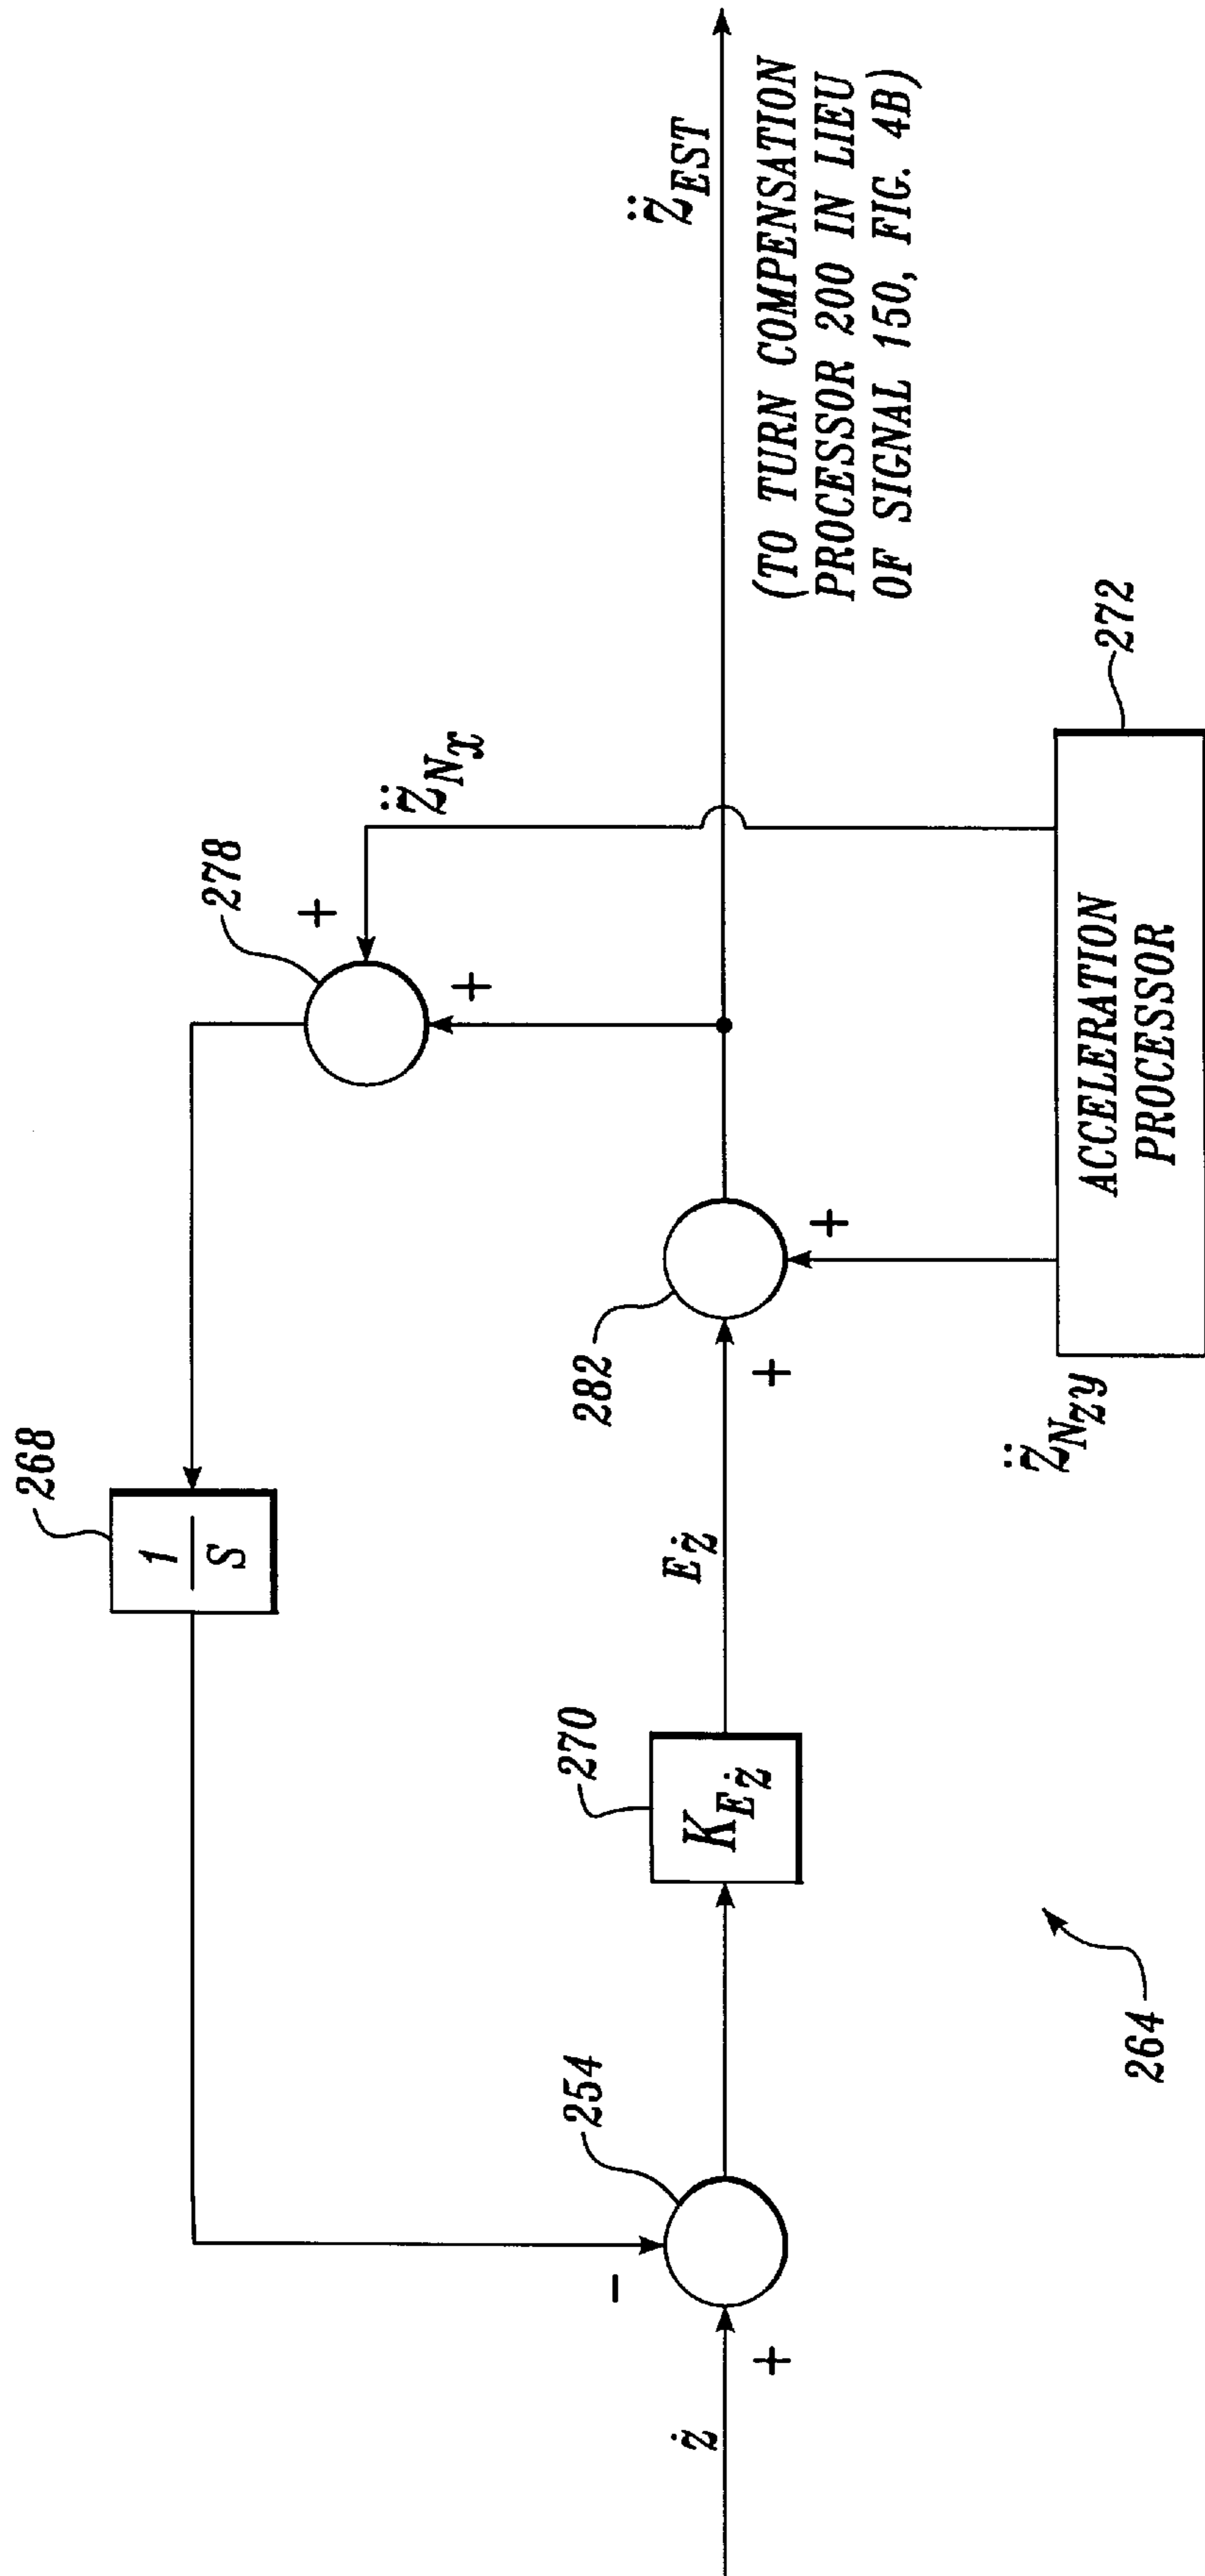 268
1
S
278
+
+
Z̈Nx
Z̈EST
(TO TURN COMPENSATION
PROCESSOR 200 IN LIEU
OF SIGNAL 150, FIG. 4B)
254
-
+
ż
270
KEż
Eż
282
+
+
Z̈NZY
ACCELERATION
PROCESSOR
272
264